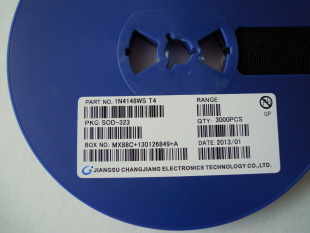 PART NO. 1N4148WS T4
RANGE:
PKG: SOD-323
QTY: 3000PCS
BOX NO. MX88C+130126849+A
DATE: 2013/01
GP
JIANGSU CHANGJIANG ELECTRONICS TECHNOLOGY CO.,LTD.